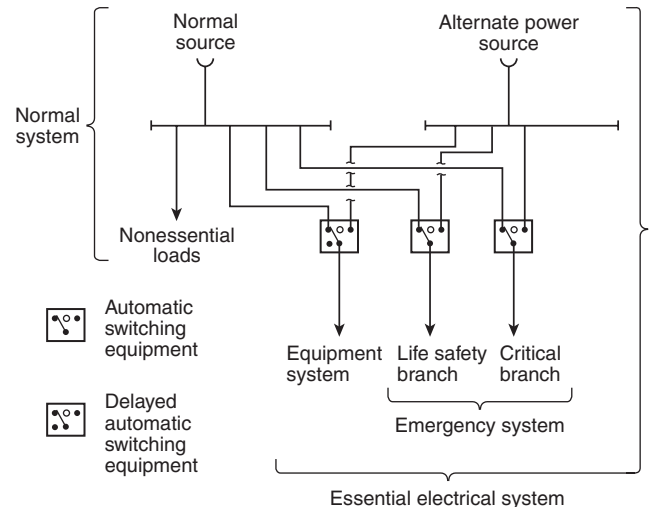 Normal
source
Alternate power
source
Normal
system
Nonessential
loads
Automatic
switching
equipment
Delayed
automatic
switching
equipment
Equipment
system
Life safety
branch
Critical
branch
Emergency system
Essential electrical system